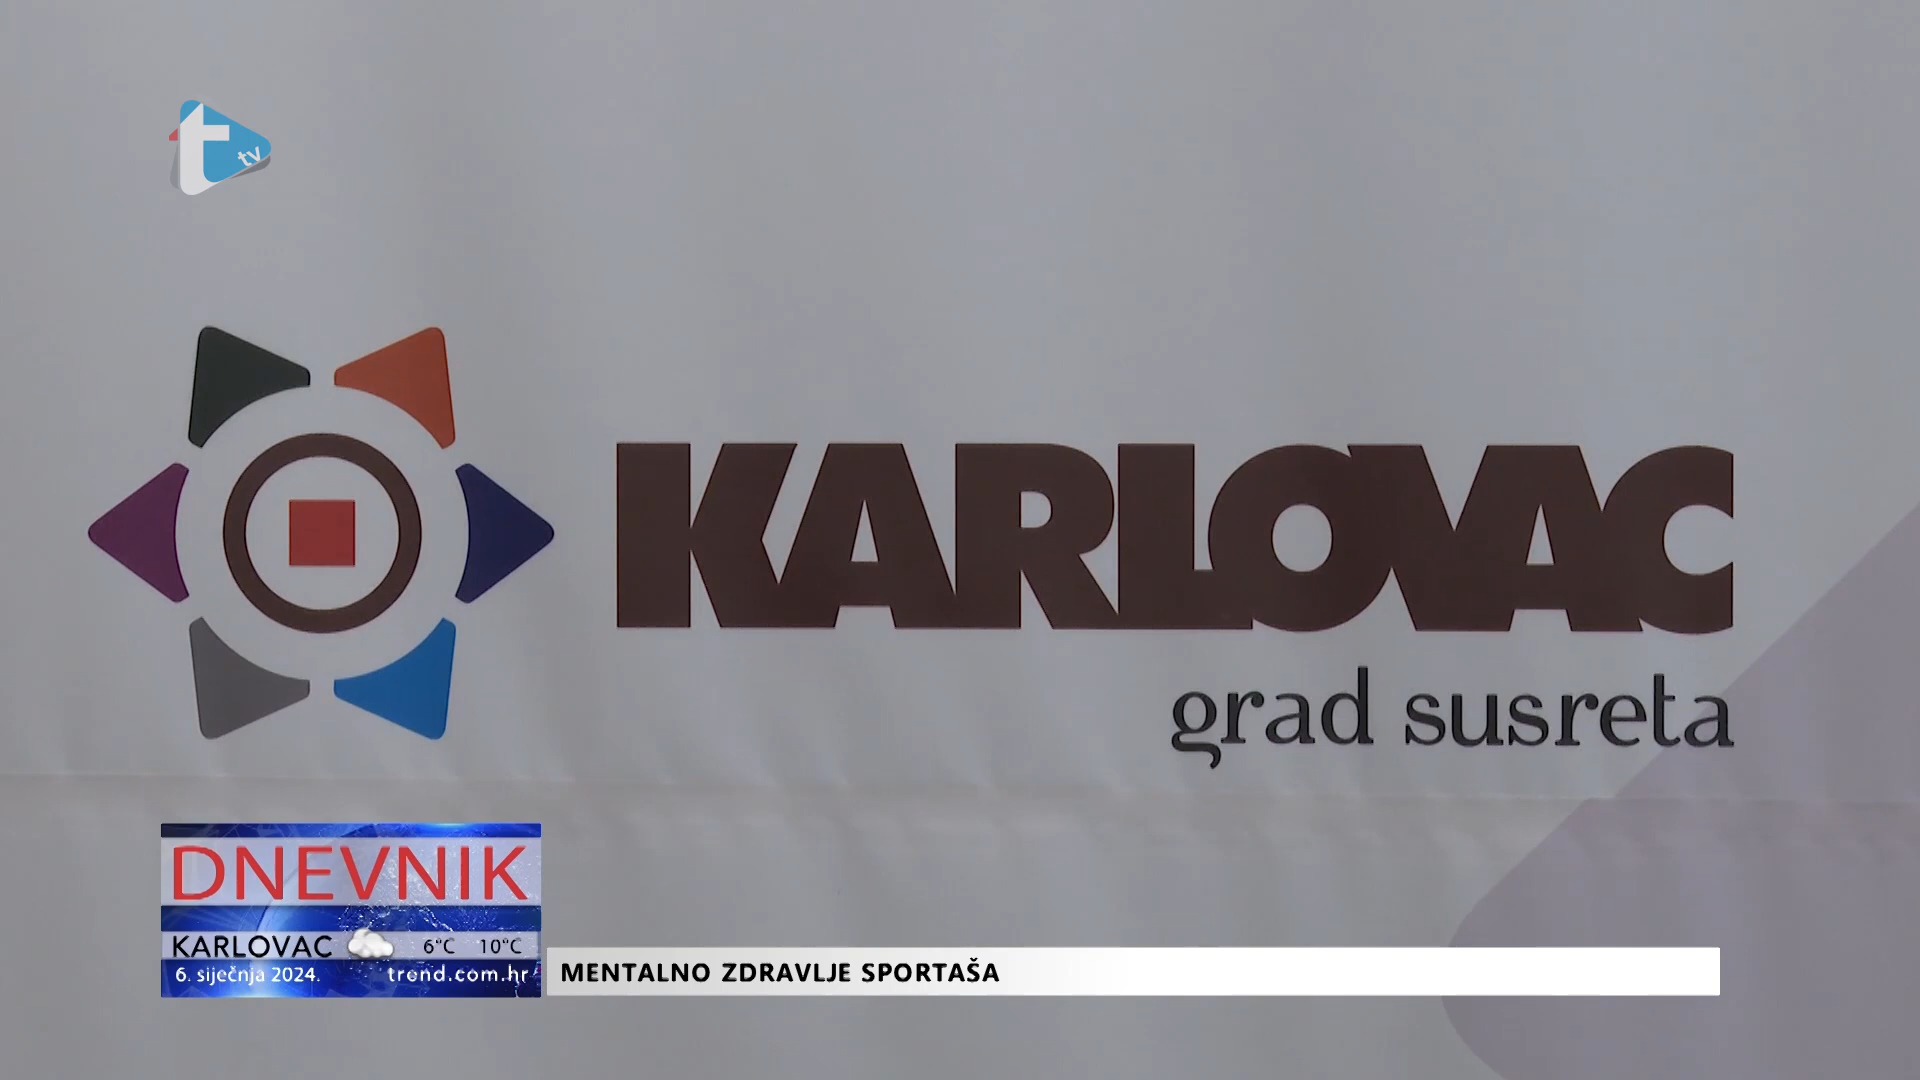 t tv
KARLOVAC
grad susreta
DNEVNIK
KARLOVAC 6°C 10°C
6. siječnja 2024. trend.com.hr
MENTALNO ZDRAVLJE SPORTAŠA